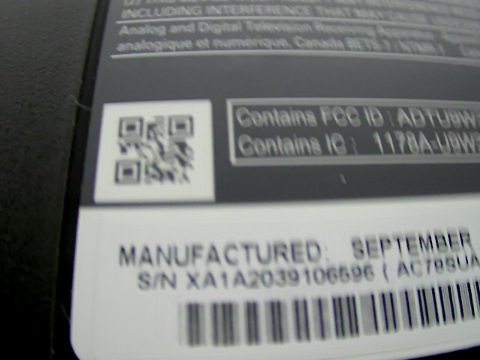 INCLUDING INTERFERENCE THAT MAY CAUSE
Analog and Digital Television Receiving Apparatus
analogique et numérique, Canada BETS-7 / NTMR-7
Contains FCC ID : ADTU9W
Contains IC : 1178A-U9W
MANUFACTURED: SEPTEMBER
S/N XA1A2039106596 ( AC79SUA